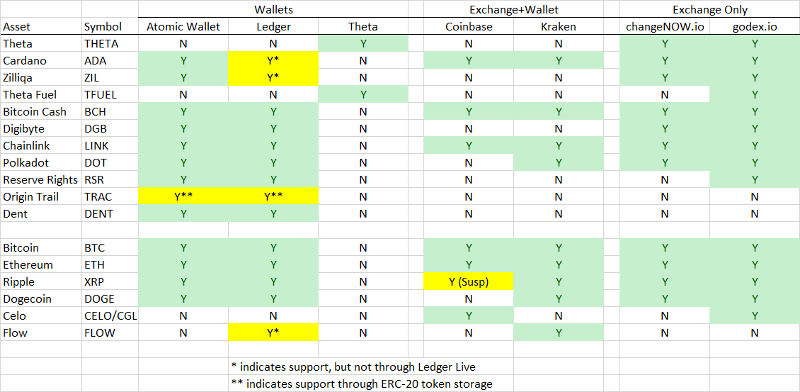 Wallets Exchange+Wallet Exchange Only
Asset Symbol Atomic Wallet Ledger Theta Coinbase Kraken changeNOW.io godex.io
Theta THETA N N Y N N Y Y
Cardano ADA Y Y* N Y Y Y Y
Zilliqa ZIL Y Y* N N N Y Y
Theta Fuel TFUEL N N Y N N N Y
Bitcoin Cash BCH Y Y N Y Y Y Y
Digibyte DGB Y Y N N N Y Y
Chainlink LINK Y Y N Y Y Y Y
Polkadot DOT Y Y N N Y Y Y
Reserve Rights RSR Y Y N N N N Y
Origin Trail TRAC Y** Y** N N N N N
Dent DENT Y Y N N N N Y
Bitcoin BTC Y Y N Y Y Y Y
Ethereum ETH Y Y N Y Y Y Y
Ripple XRP Y Y N Y (Susp) Y Y Y
Dogecoin DOGE Y Y N N Y Y Y
Celo CELO/CGL N N N Y N N Y
Flow FLOW N Y* N N Y N N
* indicates support, but not through Ledger Live
** indicates support through ERC-20 token storage